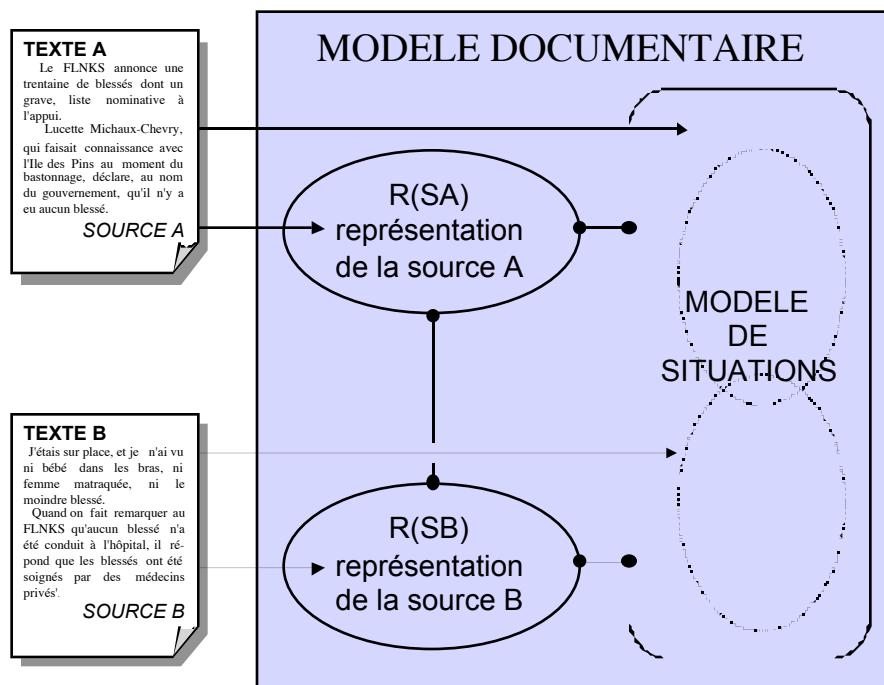 MODELE DOCUMENTAIRE
TEXTE A
Le FLNKS annonce une
trentaine de blessés dont un
grave, liste nominative à
l'appui.
Lucette Michaux-Chevry,
qui faisait connaissance avec
l'Ile des Pins au moment du
bastonnage, déclare, au nom
du gouvernement, qu'il n'y a
eu aucun blessé.
SOURCE A
R(SA)
représentation
de la source A
MODELE
DE
SITUATIONS
TEXTE B
J'étais sur place, et je n'ai vu
ni bébé dans les bras, ni
femme matraquée, ni le
moindre blessé.
Quand on fait remarquer au
FLNKS qu'aucun blessé n'a
été conduit à l'hôpital, il ré-
pond que les blessés ont été
soignés par des médecins
privés'.
SOURCE B
R(SB)
représentation
de la source B